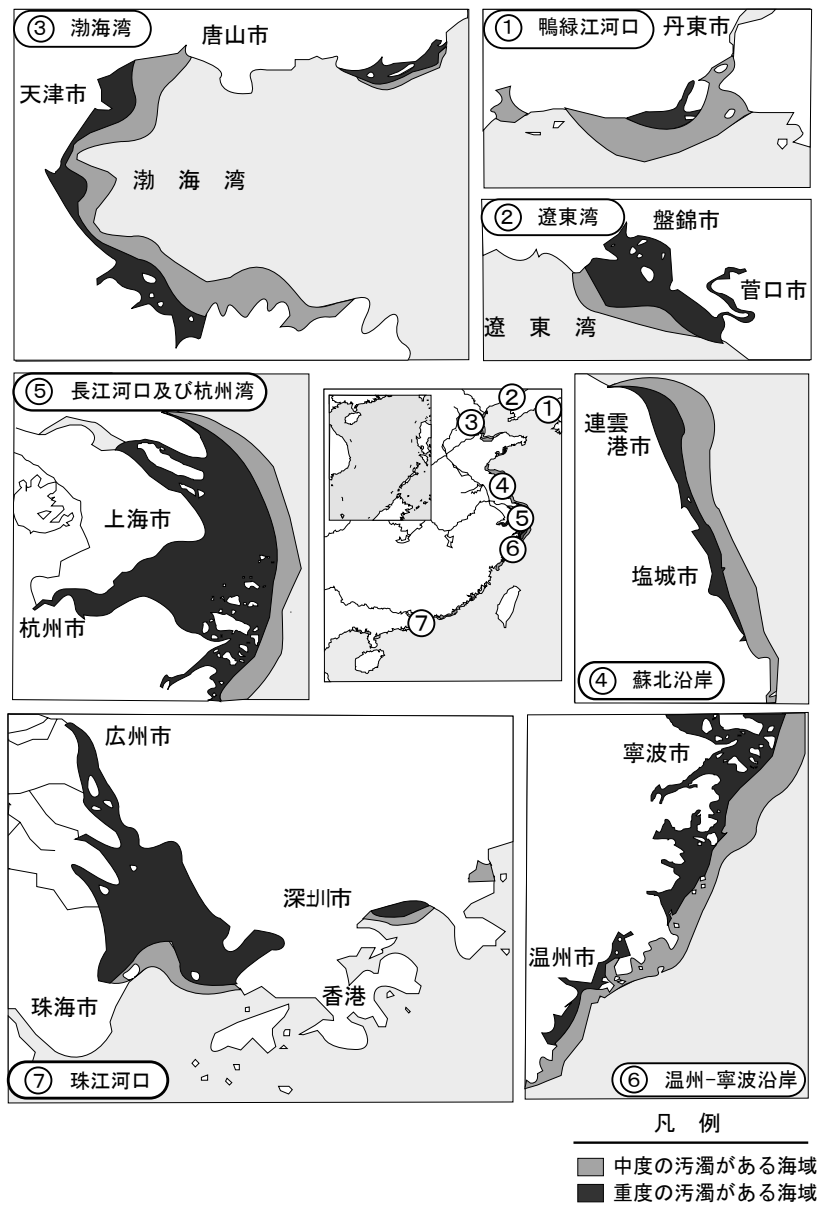 ③ 渤海湾
唐山市
天津市
渤海湾
① 鴨緑江河口
丹東市
② 遼東湾
盤錦市
菅口市
遼東湾
⑤ 長江河口及び杭州湾
上海市
杭州市
②
①
③
④
⑤
⑥
⑦
連雲
港市
塩城市
④ 蘇北沿岸
広州市
深圳市
香港
珠海市
⑦ 珠江河口
寧波市
温州市
⑥ 温州−寧波沿岸
凡例
中度の汚濁がある海域
重度の汚濁がある海域